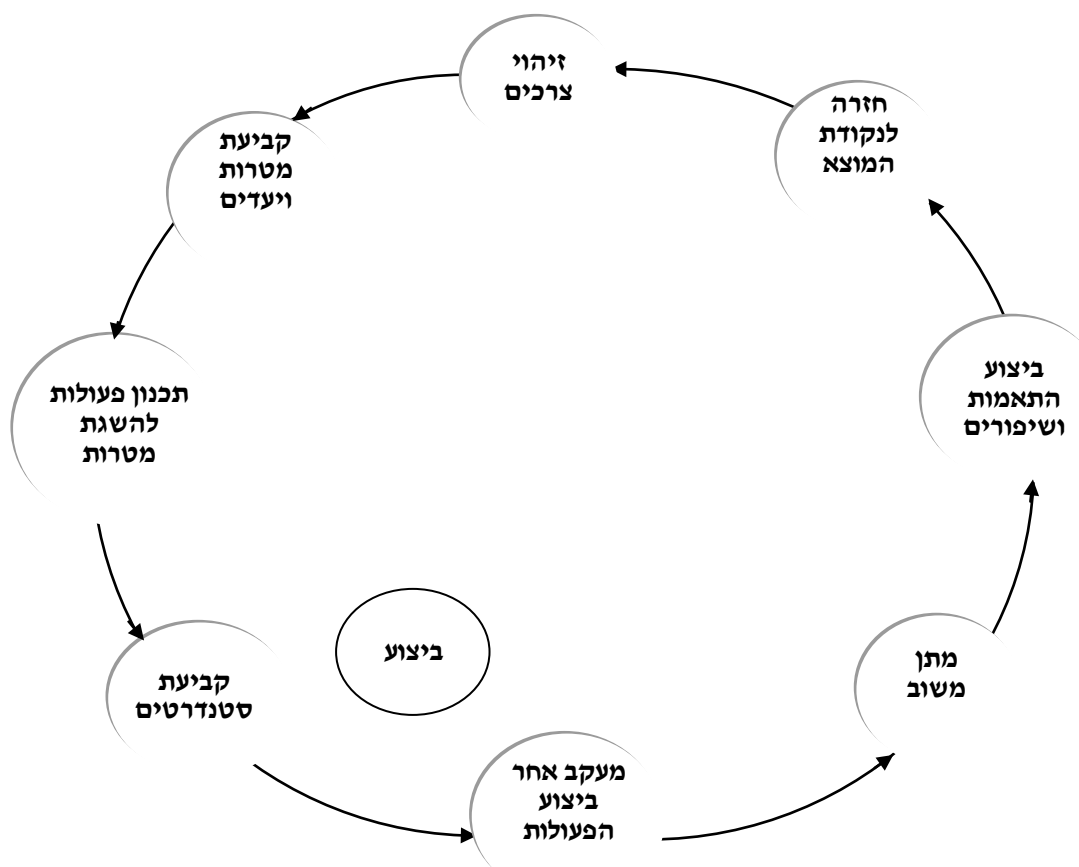 זיהוי
צרכים
קביעת
מטרות
ויעדים
תכנון פעולות
להשגת
מטרות
קביעת
סטנדרטים
ביצוע
מעקב אחר
ביצוע
הפעולות
מתן
משוב
ביצוע
התאמות
ושיפורים
חזרה
לנקודת
המוצא